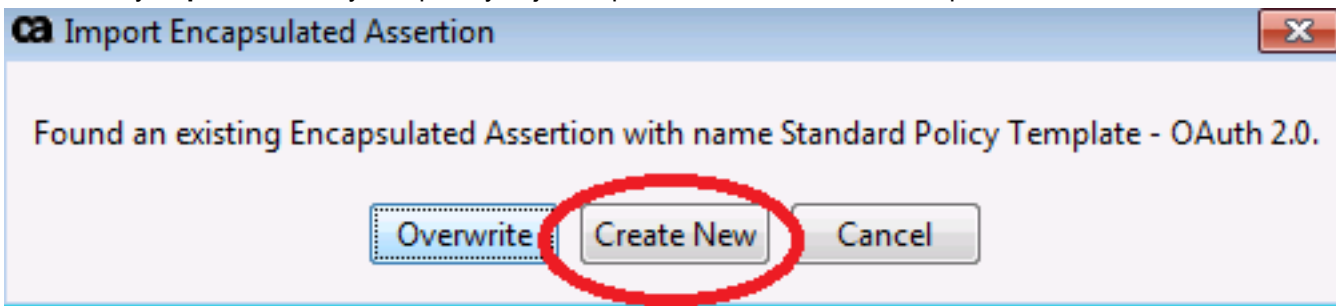 ca Import Encapsulated Assertion
Found an existing Encapsulated Assertion with name Standard Policy Template - OAuth 2.0.
Overwrite Create New Cancel